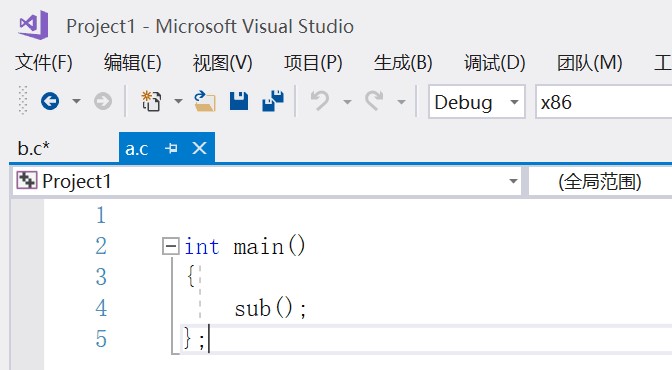 Project1 - Microsoft Visual Studio
文件(F) 编辑(E) 视图(V) 项目(P) 生成(B) 调试(D) 团队(M) 工
Debug x86
b.c* a.c
Project1 (全局范围)
1
2 int main()
3 {
4 sub();
5 };